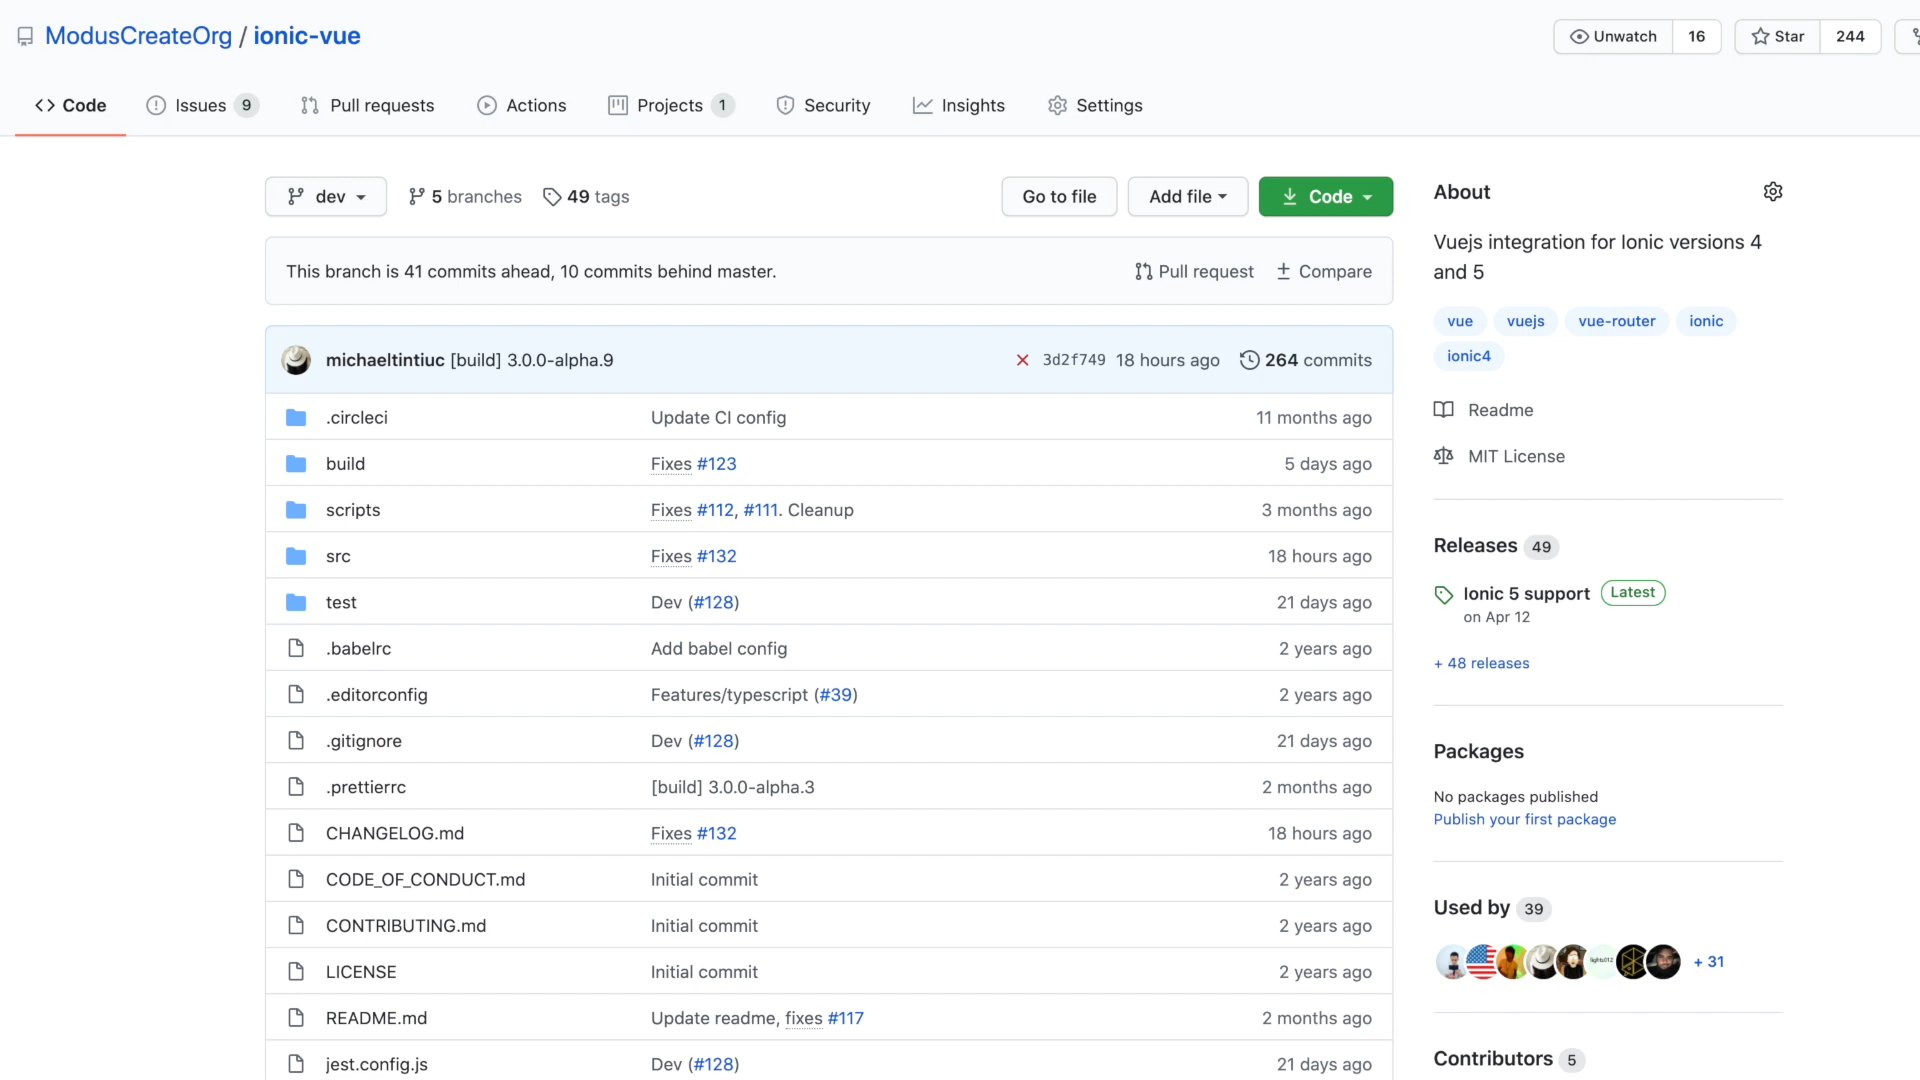 ModusCreateOrg / ionic-vue
Unwatch 16 Star 244
Code Issues 9 Pull requests Actions Projects 1 Security Insights Settings
dev 5 branches 49 tags Go to file Add file Code
This branch is 41 commits ahead, 10 commits behind master. Pull request Compare
michaeltintiuc [build] 3.0.0-alpha.9 3d2f749 18 hours ago 264 commits
.circleci Update CI config 11 months ago
build Fixes #123 5 days ago
scripts Fixes #112, #111. Cleanup 3 months ago
src Fixes #132 18 hours ago
test Dev (#128) 21 days ago
.babelrc Add babel config 2 years ago
.editorconfig Features/typescript (#39) 2 years ago
.gitignore Dev (#128) 21 days ago
.prettierrc [build] 3.0.0-alpha.3 2 months ago
CHANGELOG.md Fixes #132 18 hours ago
CODE_OF_CONDUCT.md Initial commit 2 years ago
CONTRIBUTING.md Initial commit 2 years ago
LICENSE Initial commit 2 years ago
README.md Update readme, fixes #117 2 months ago
jest.config.js Dev (#128) 21 days ago
About
Vuejs integration for Ionic versions 4
and 5
vue vuejs vue-router ionic
ionic4
Readme
MIT License
Releases 49
Ionic 5 support Latest
on Apr 12
+ 48 releases
Packages
No packages published
Publish your first package
Used by 39
+ 31
Contributors 5